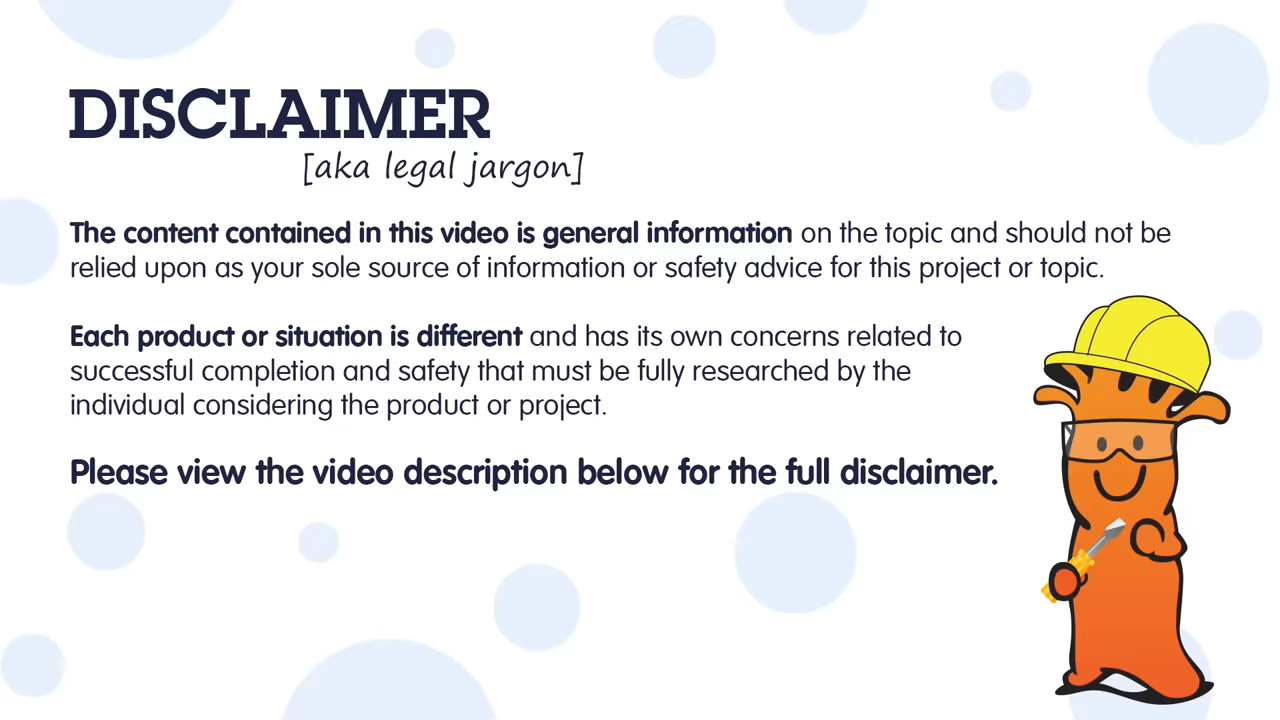 DISCLAIMER
[aka legal jargon]
The content contained in this video is general information on the topic and should not be
relied upon as your sole source of information or safety advice for this project or topic.
Each product or situation is different and has its own concerns related to
successful completion and safety that must be fully researched by the
individual considering the product or project.
Please view the video description below for the full disclaimer.